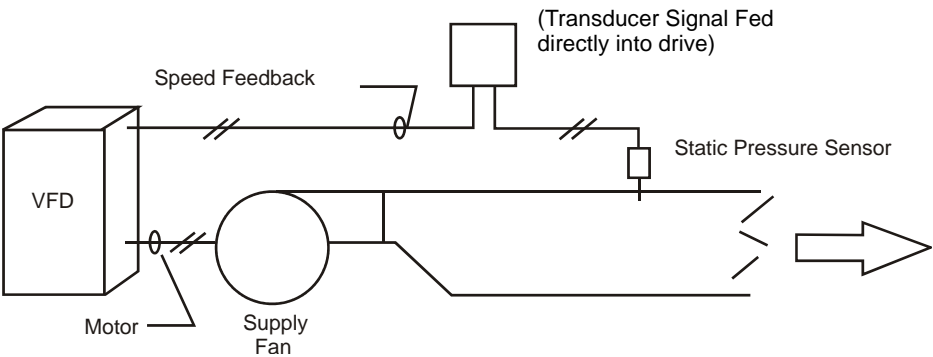 (Transducer Signal Fed
directly into drive)
Speed Feedback
Static Pressure Sensor
VFD
Motor
Supply
Fan